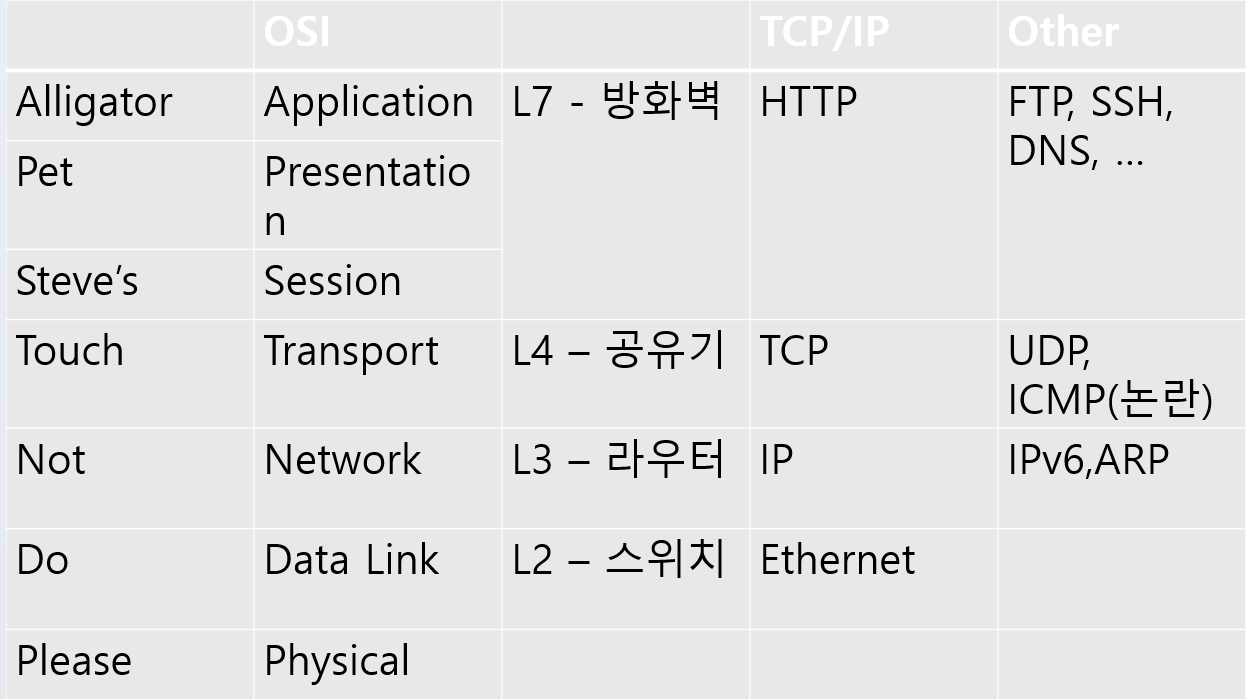 OSI TCP/IP Other
Alligator Application L7 - 방화벽 HTTP FTP, SSH,
DNS, ...
Pet Presentatio
n
Steve's Session
Touch Transport L4 – 공유기 TCP UDP,
ICMP(논란)
Not Network L3 – 라우터 IP IPv6,ARP
Do Data Link L2 – 스위치 Ethernet
Please Physical